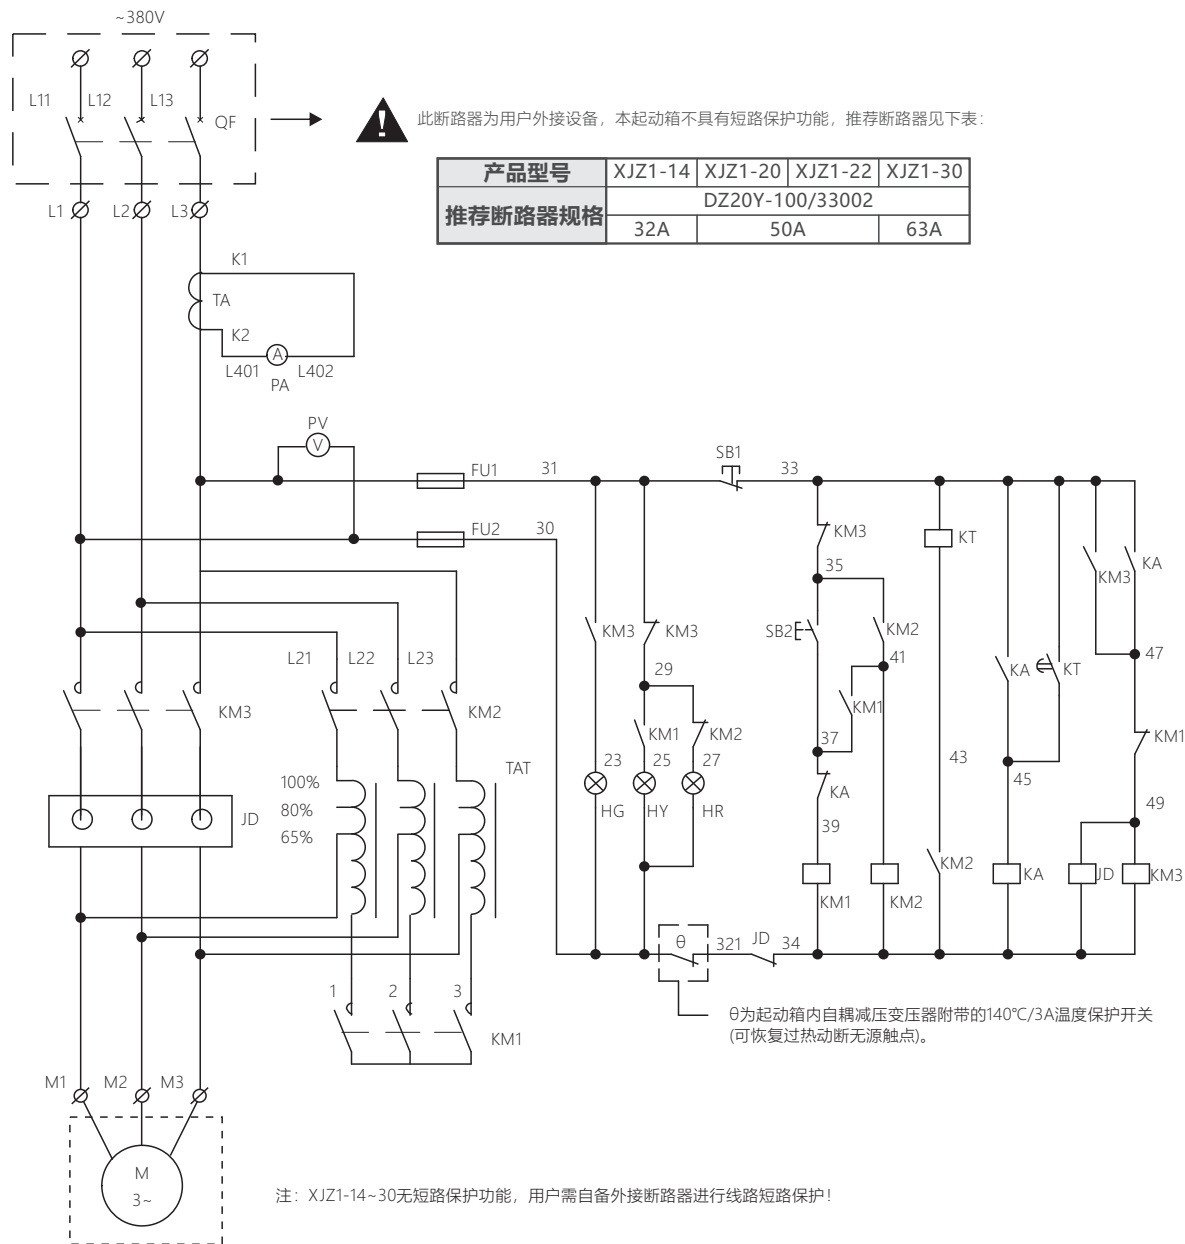 ~380V
L11 L12 L13 QF
此断路器为用户外接设备，本起动箱不具有短路保护功能，推荐断路器见下表：
产品型号 XJZ1-14 XJZ1-20 XJZ1-22 XJZ1-30
推荐断路器规格 DZ20Y-100/33002
32A 50A 63A
L1 L2 L3
K1
TA
K2
A
L401 L402
PA
PV
V
SB1
FU1 31 33
FU2 30
KM3 KT
KM3 KA
35
KM3 KM3 SB2 KM2
L21 L22 L23
29 41 KA KT 47
KM3 KM2
KM1 KM2 KM1 KM1
37
TAT 23 25 27 43 45
100%
80%
65%
JD
HG HY HR
KA
39 49
KM1 KM2 KM2 KA JD KM3
θ 321 JD 34
1 2 3
KM1
θ为起动箱内自耦减压变压器附带的140℃/3A温度保护开关
(可恢复过热动断无源触点)。
M1 M2 M3
M
3~
注：XJZ1-14~30无短路保护功能，用户需自备外接断路器进行线路短路保护！